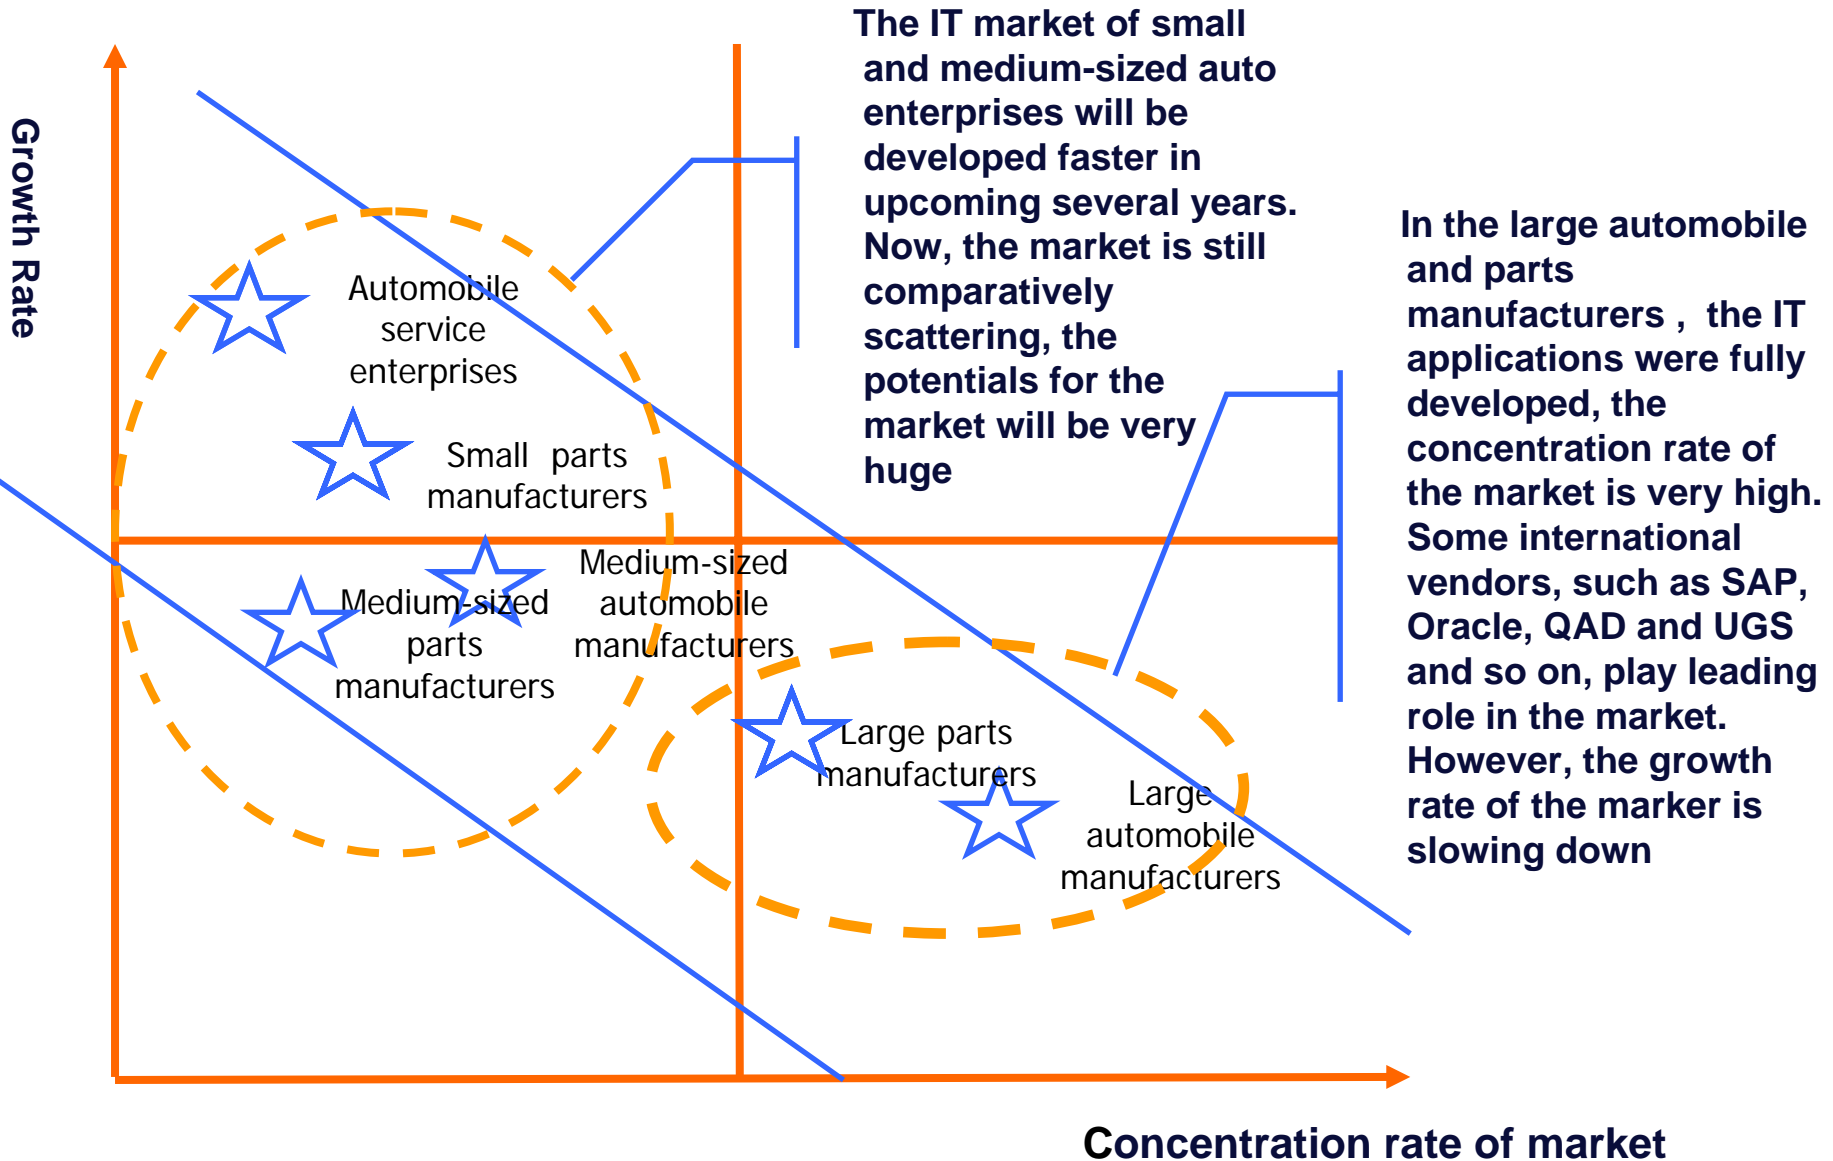 Growth Rate
The IT market of small
and medium-sized auto
enterprises will be
developed faster in
upcoming several years.
Now, the market is still
comparatively
scattering, the
potentials for the
market will be very
huge
In the large automobile
and parts
manufacturers , the IT
applications were fully
developed, the
concentration rate of
the market is very high.
Some international
vendors, such as SAP,
Oracle, QAD and UGS
and so on, play leading
role in the market.
However, the growth
rate of the marker is
slowing down
Automobile
service
enterprises
Small parts
manufacturers
Medium-sized
automobile
manufacturers
Medium-sized
parts
manufacturers
Large parts
manufacturers
Large
automobile
manufacturers
Concentration rate of market